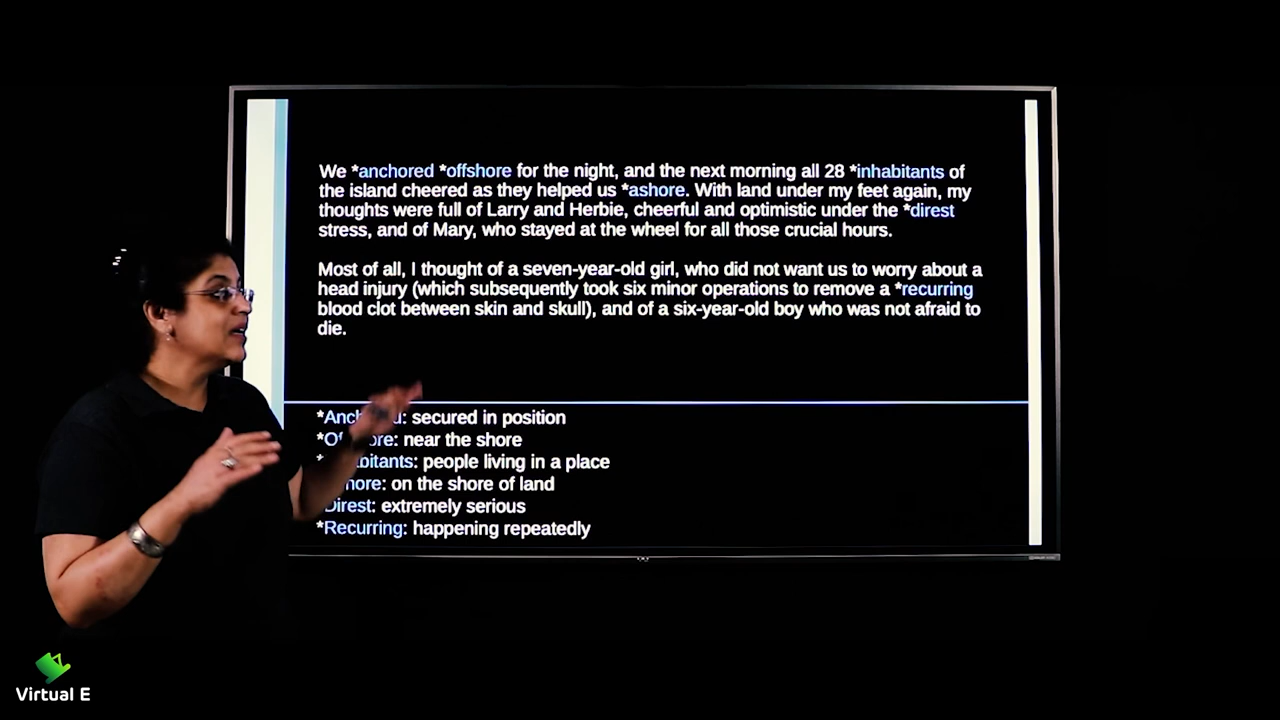 We *anchored *offshore for the night, and the next morning all 28 *inhabitants of
the island cheered as they helped us *ashore. With land under my feet again, my
thoughts were full of Larry and Herbie, cheerful and optimistic under the *direst
stress, and of Mary, who stayed at the wheel for all those crucial hours.
Most of all, I thought of a seven-year-old girl, who did not want us to worry about a
head injury (which subsequently took six minor operations to remove a *recurring
blood clot between skin and skull), and of a six-year-old boy who was not afraid to
die.
*Anchored: secured in position
*Offshore: near the shore
*Inhabitants: people living in a place
*Ashore: on the shore of land
*Direst: extremely serious
*Recurring: happening repeatedly
Virtual E